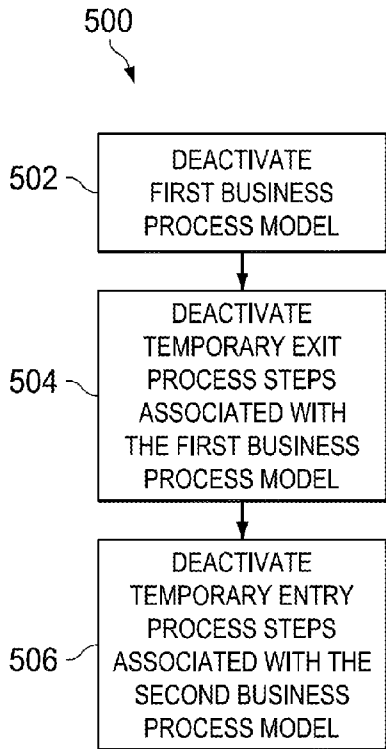 500
502
DEACTIVATE
FIRST BUSINESS
PROCESS MODEL
504
DEACTIVATE
TEMPORARY EXIT
PROCESS STEPS
ASSOCIATED WITH
THE FIRST BUSINESS
PROCESS MODEL
506
DEACTIVATE
TEMPORARY ENTRY
PROCESS STEPS
ASSOCIATED WITH THE
SECOND BUSINESS
PROCESS MODEL